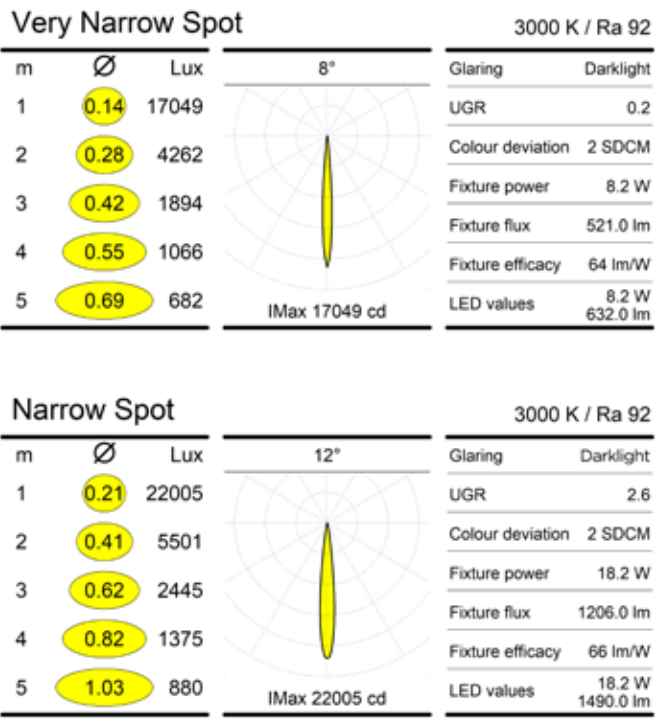 Very Narrow Spot 3000 K / Ra 92
m Ø Lux
1 0.14 17049
2 0.28 4262
3 0.42 1894
4 0.55 1066
5 0.69 682
8°
IMax 17049 cd
Glaring Darklight
UGR 0.2
Colour deviation 2 SDCM
Fixture power 8.2 W
Fixture flux 521.0 lm
Fixture efficacy 64 lm/W
LED values 8.2 W
632.0 lm
Narrow Spot 3000 K / Ra 92
m Ø Lux
1 0.21 22005
2 0.41 5501
3 0.62 2445
4 0.82 1375
5 1.03 880
12°
IMax 22005 cd
Glaring Darklight
UGR 2.6
Colour deviation 2 SDCM
Fixture power 18.2 W
Fixture flux 1206.0 lm
Fixture efficacy 66 lm/W
LED values 18.2 W
1490.0 lm